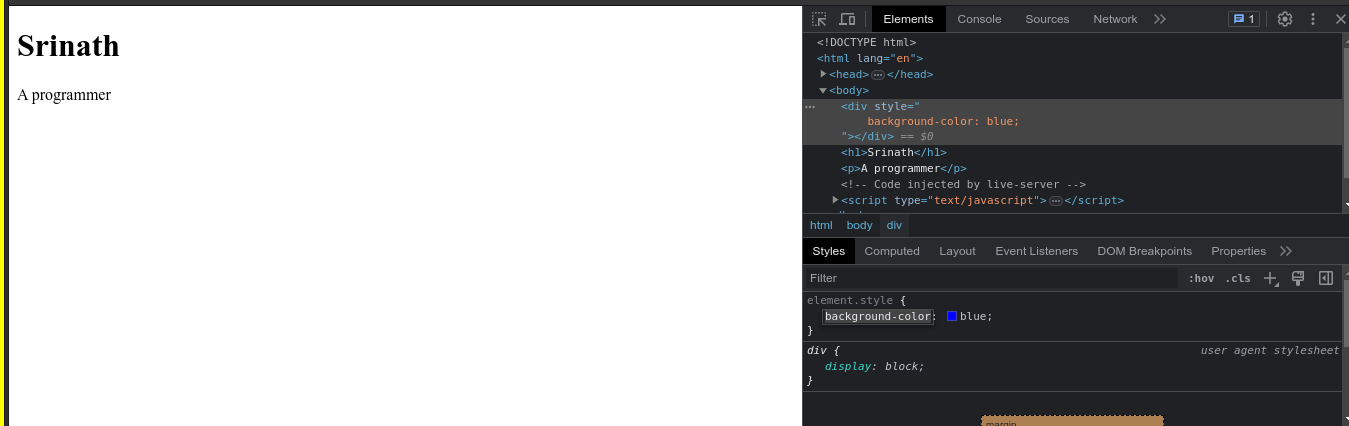 Srinath
A programmer
Elements Console Sources Network 1
<!DOCTYPE html>
<html lang="en">
<head>…</head>
<body>
<div style="
background-color: blue;
"></div> == $0
<h1>Srinath</h1>
<p>A programmer</p>
<!-- Code injected by live-server -->
<script type="text/javascript">…</script>
html body div
Styles Computed Layout Event Listeners DOM Breakpoints Properties
Filter :hov .cls
element.style {
background-color: blue;
}
div { user agent stylesheet
display: block;
}
margin